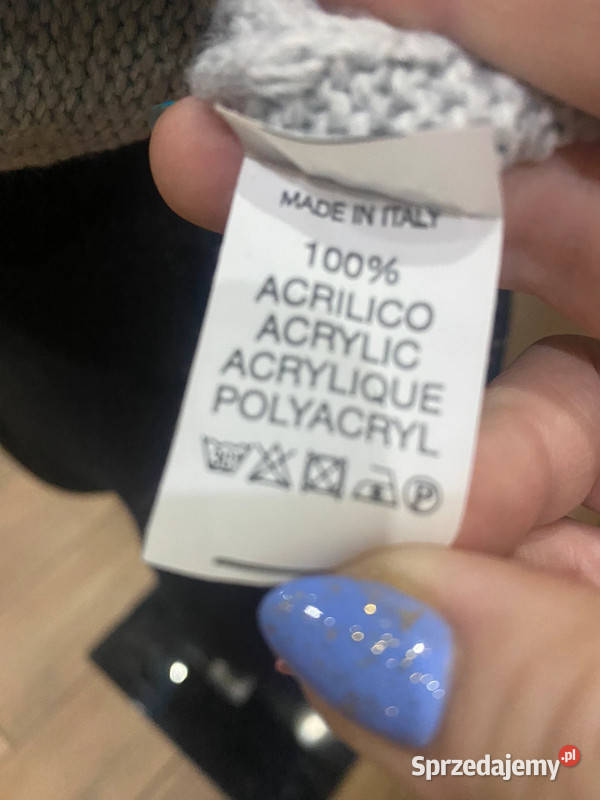 MADE IN ITALY
100%
ACRILICO
ACRYLIC
ACRYLIQUE
POLYACRYL
P
Sprzedajemy.pl